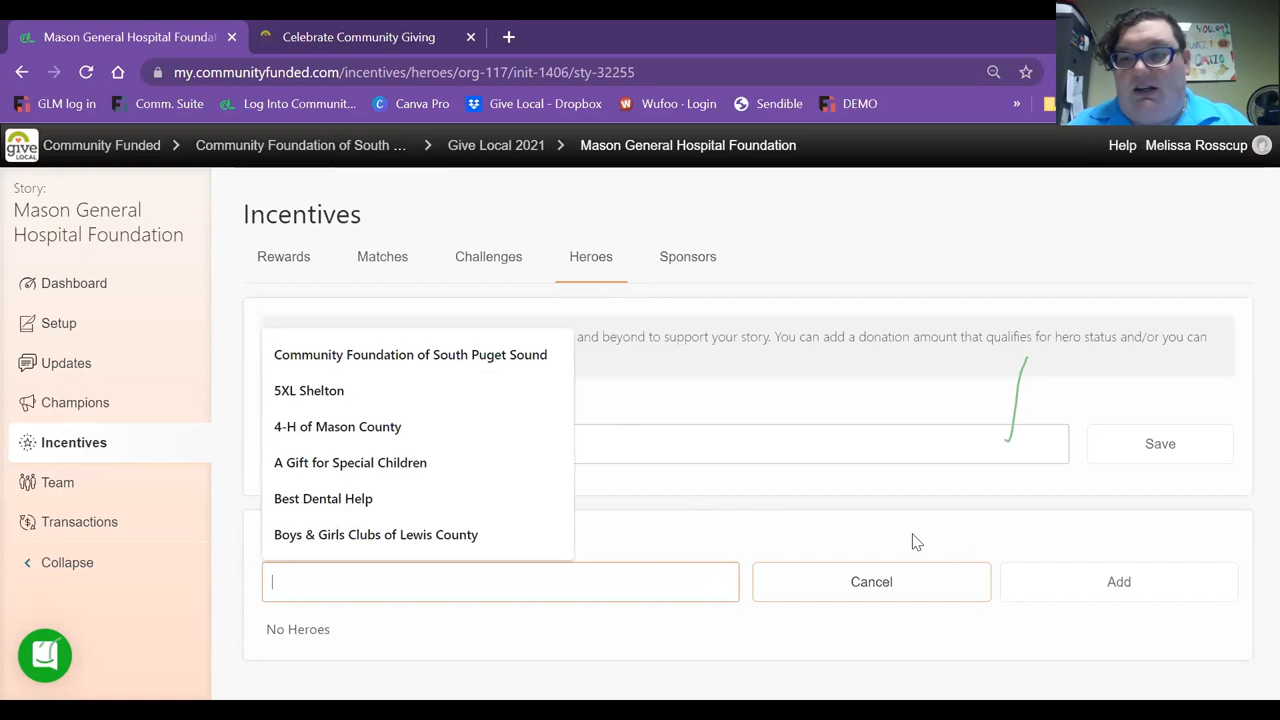 Mason General Hospital Founda
Celebrate Community Giving
my.communityfunded.com/incentives/heroes/org-117/init-1406/sty-32255
GLM log in
Comm. Suite
Log Into Communit...
Canva Pro
Give Local - Dropbox
Wufoo · Login
Sendible
DEMO
»
give LOCAL
Community Funded
Community Foundation of South ...
Give Local 2021
Mason General Hospital Foundation
Help
Melissa Rosscup
Story:
Mason General
Hospital Foundation
Dashboard
Setup
Updates
Champions
Incentives
Team
Transactions
Collapse
Incentives
Rewards
Matches
Challenges
Heroes
Sponsors
and beyond to support your story. You can add a donation amount that qualifies for hero status and/or you can
Community Foundation of South Puget Sound
5XL Shelton
4-H of Mason County
A Gift for Special Children
Best Dental Help
Boys & Girls Clubs of Lewis County
Save
Cancel
Add
No Heroes